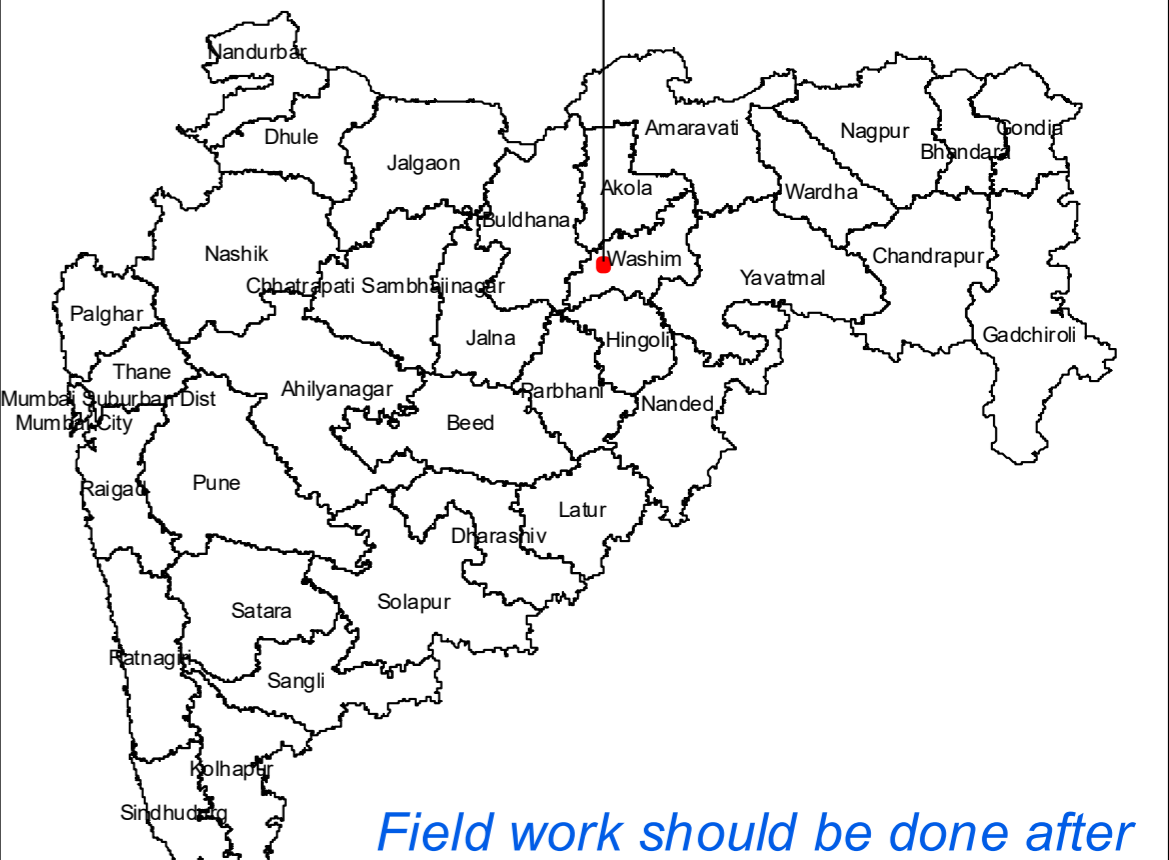 Nandurbar
Dhule
Jalgaon
Amaravati
Nagpur
Gondia
Bhandara
Akola
Wardha
Buldhana
Nashik
Washim
Chandrapur
Yavatmal
Chhatrapati Sambhajinagar
Palghar
Jalna
Hingoli
Gadchiroli
Thane
Ahilyanagar
Parbhani
Mumbai Suburban Dist
Nanded
Mumbai City
Beed
Pune
Raigad
Latur
Dharashiv
Solapur
Satara
Ratnagiri
Sangli
Kolhapur
Sindhudurg
Field work should be done after